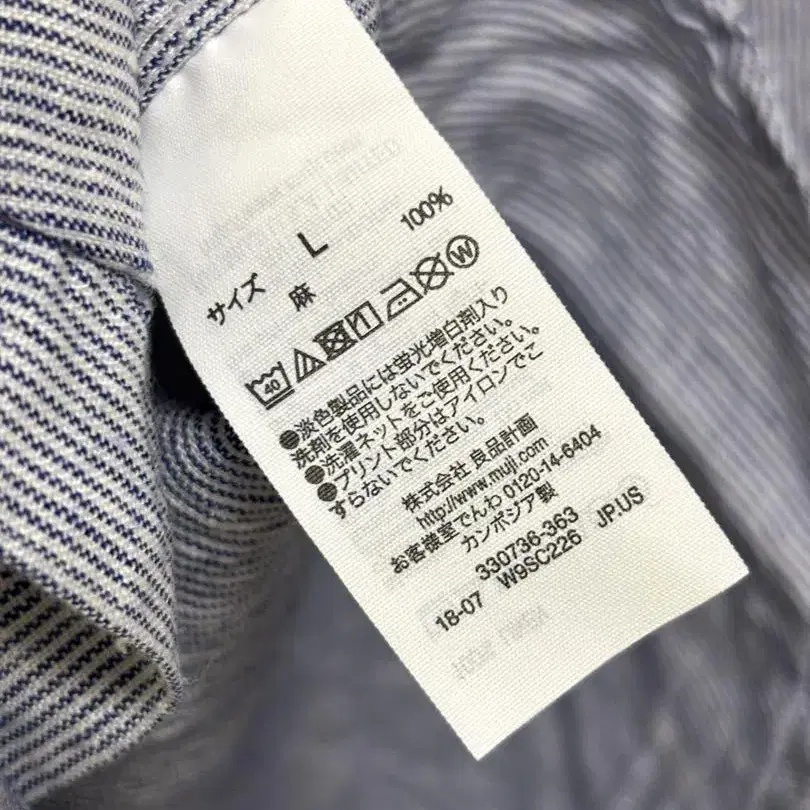 サイズ L
麻 100%
40 W
●淡色製品には蛍光増白剤入り
洗剤を使用しないでください。
●洗濯ネットをご使用ください。
●プリント部分はアイロンでこ
すらないでください。
株式会社 良品計画
http://www.muji.com
お客様室でんわ 0120-14-6404
カンボジア製
330736-363
18-07 W9SC226 JP.US